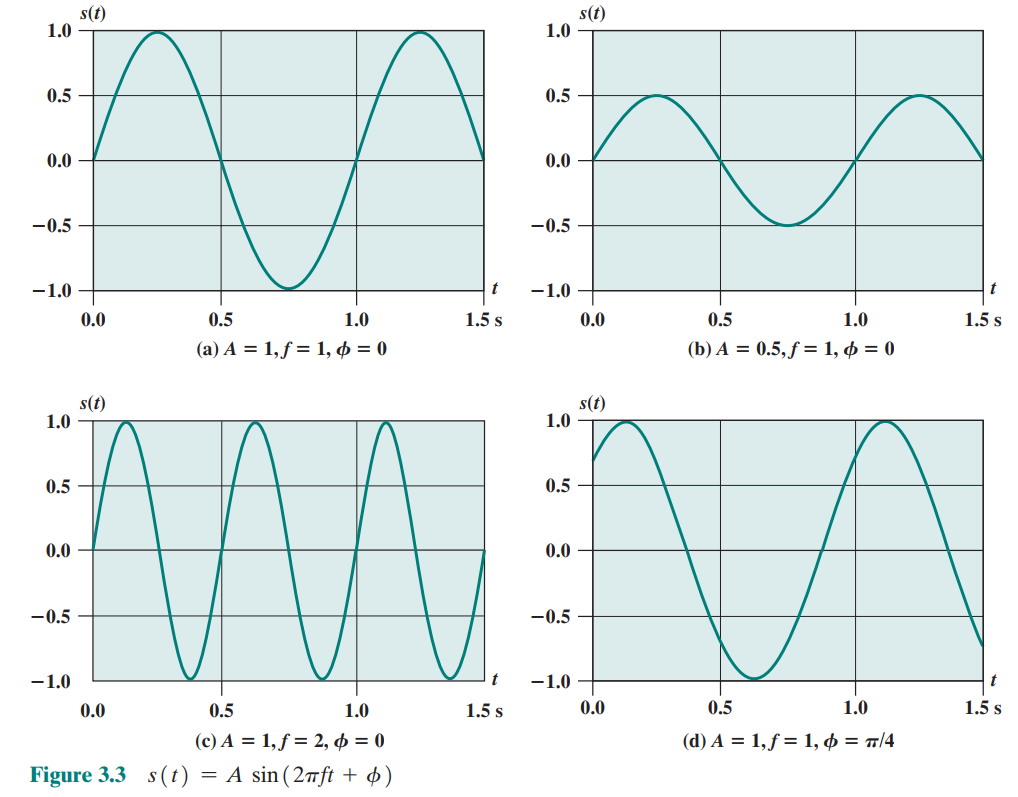 s(t)
1.0
0.5
0.0
−0.5
−1.0
t
0.0 0.5 1.0 1.5 s
(a) A = 1, f = 1, ϕ = 0
s(t)
1.0
0.5
0.0
−0.5
−1.0
t
0.0 0.5 1.0 1.5 s
(b) A = 0.5, f = 1, ϕ = 0
s(t)
1.0
0.5
0.0
−0.5
−1.0
t
0.0 0.5 1.0 1.5 s
(c) A = 1, f = 2, ϕ = 0
s(t)
1.0
0.5
0.0
−0.5
−1.0
t
0.0 0.5 1.0 1.5 s
(d) A = 1, f = 1, ϕ = π/4
Figure 3.3 s(t) = A sin(2πft + ϕ)